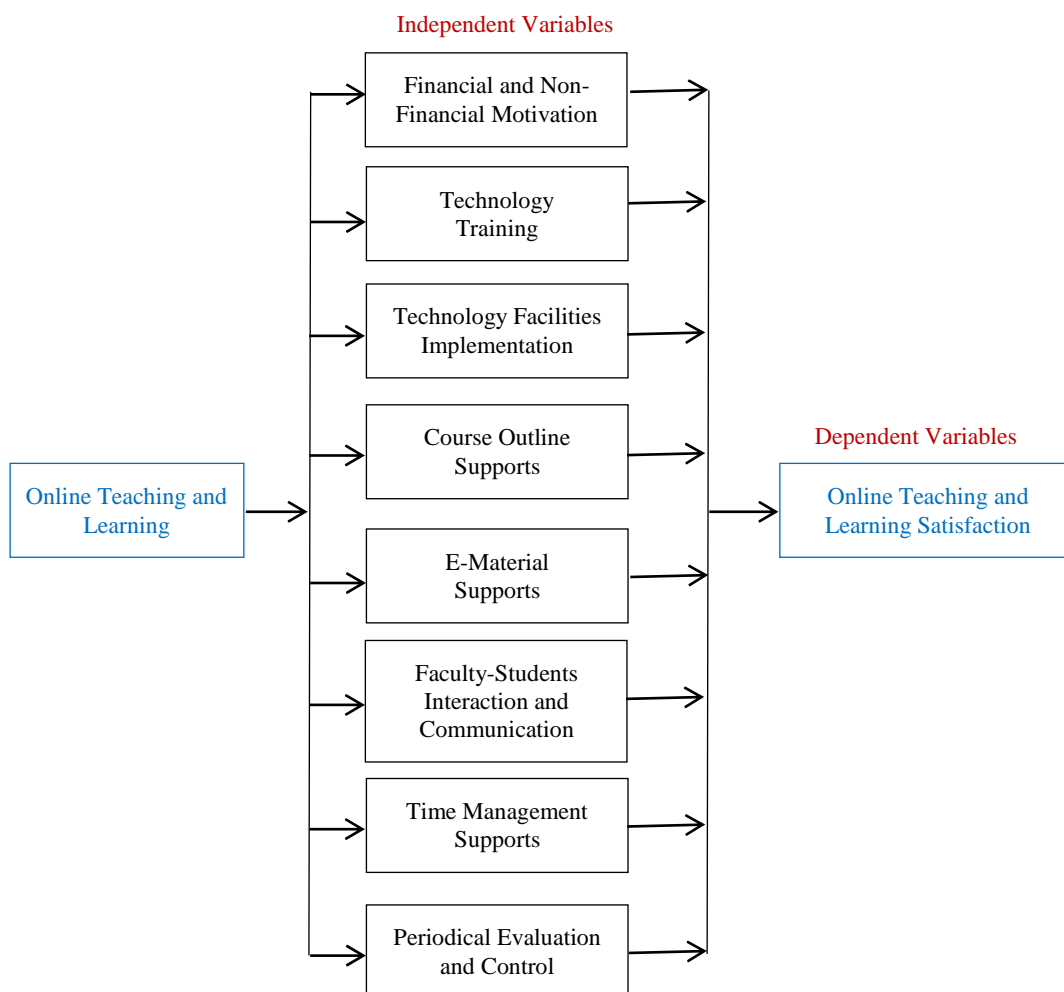 Independent Variables
Financial and Non-
Financial Motivation
Technology
Training
Technology Facilities
Implementation
Course Outline
Supports
Dependent Variables
Online Teaching and
Learning
Online Teaching and
Learning Satisfaction
E-Material
Supports
Faculty-Students
Interaction and
Communication
Time Management
Supports
Periodical Evaluation
and Control